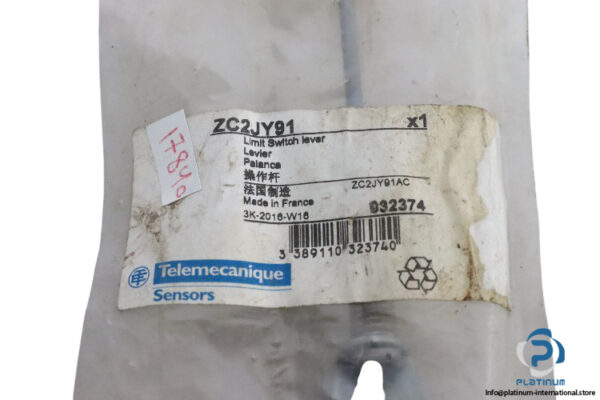 ZC2JY91 x1
Limit Switch lever
Levier
Palanca
操作杆
法国制造 ZC2JY91AC
Made in France 932374
3K-2016-W16
3 389110 323740
Telemecanique
Sensors
PLATINUM
info@platinum-international.store